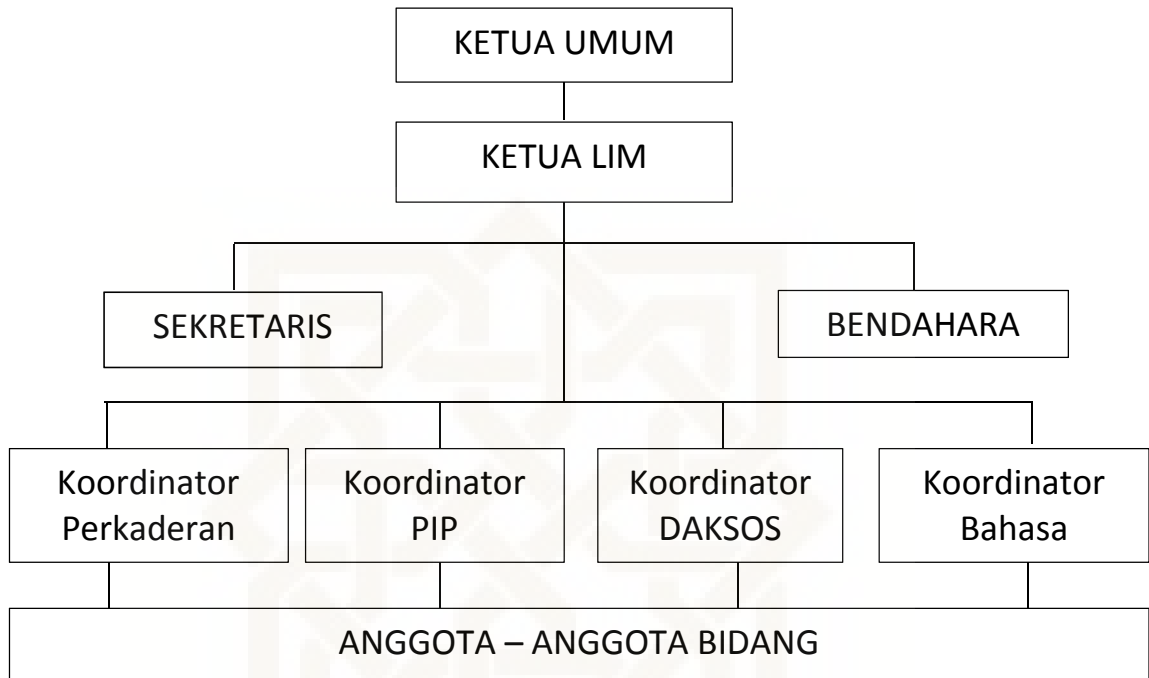 KETUA UMUM
KETUA LIM
SEKRETARIS
BENDAHARA
Koordinator
Perkaderan
Koordinator
PIP
Koordinator
DAKSOS
Koordinator
Bahasa
ANGGOTA – ANGGOTA BIDANG